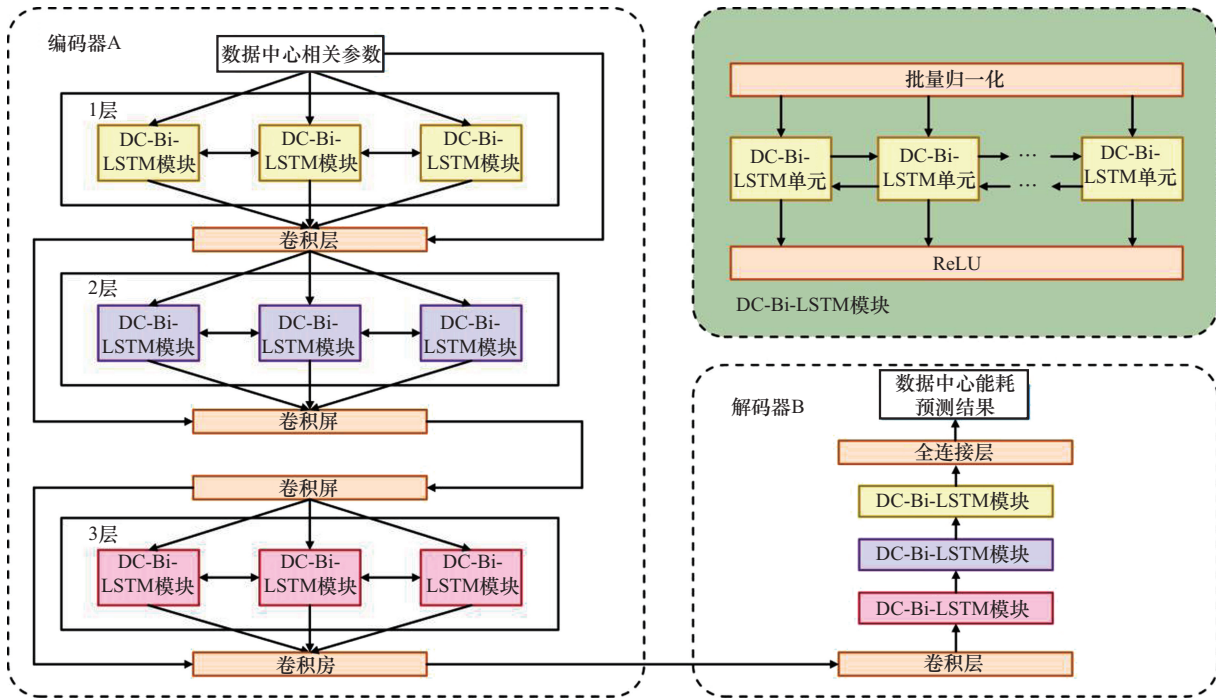 编码器A
数据中心相关参数
1层
DC-Bi-
LSTM模块
DC-Bi-
LSTM模块
DC-Bi-
LSTM模块
卷积层
2层
DC-Bi-
LSTM模块
DC-Bi-
LSTM模块
DC-Bi-
LSTM模块
卷积屏
卷积屏
3层
DC-Bi-
LSTM模块
DC-Bi-
LSTM模块
DC-Bi-
LSTM模块
卷积房
批量归一化
DC-Bi-
LSTM单元
DC-Bi-
LSTM单元
...
...
DC-Bi-
LSTM单元
ReLU
DC-Bi-LSTM模块
解码器B
数据中心能耗
预测结果
全连接层
DC-Bi-LSTM模块
DC-Bi-LSTM模块
DC-Bi-LSTM模块
卷积层